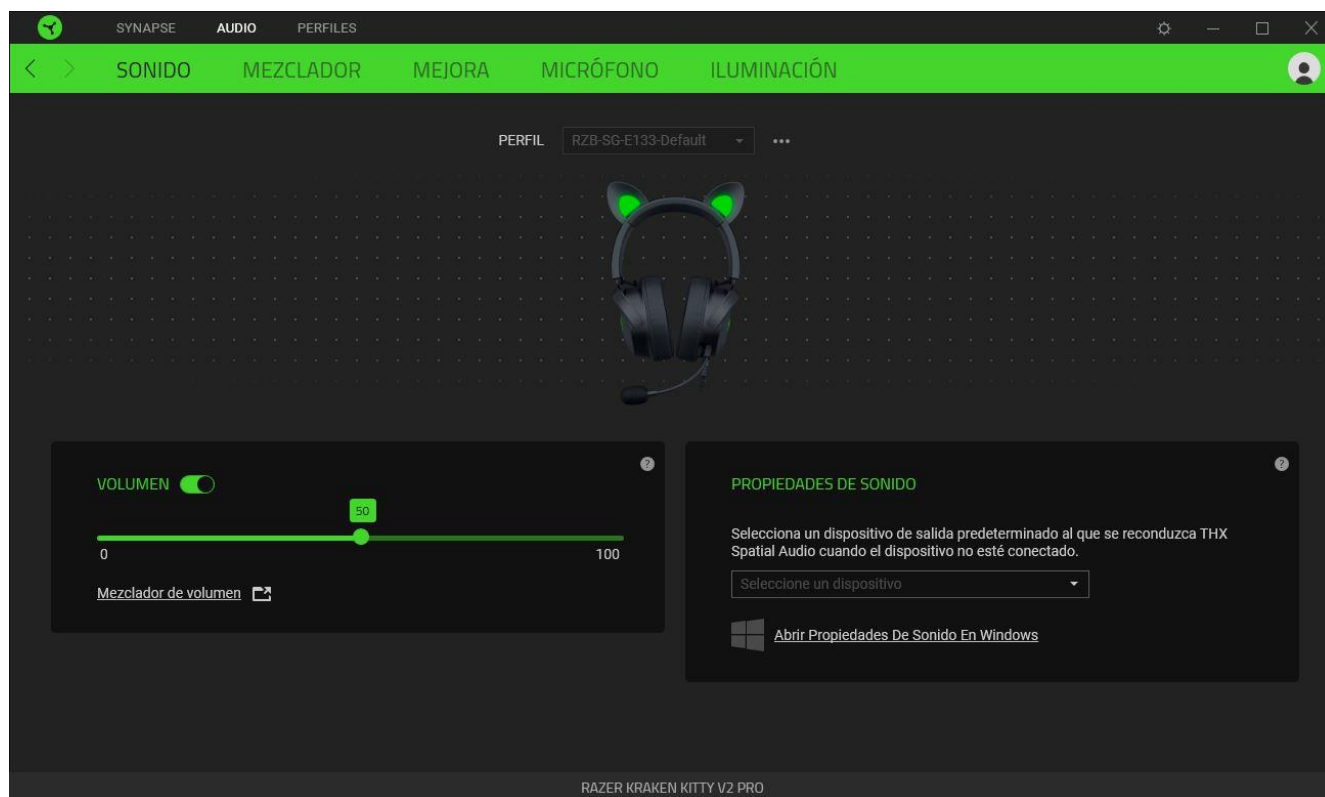 SYNAPSE AUDIO PERFILES
SONIDO MEZCLADOR MEJORA MICRÓFONO ILUMINACIÓN
PERFIL RZB-SG-E133-Default
VOLUMEN
50
0 100
Mezclador de volumen
?
PROPIEDADES DE SONIDO
Selecciona un dispositivo de salida predeterminado al que se reconduzca THX
Spatial Audio cuando el dispositivo no esté conectado.
Seleccione un dispositivo
Abrir Propiedades De Sonido En Windows
?
RAZER KRAKEN KITTY V2 PRO